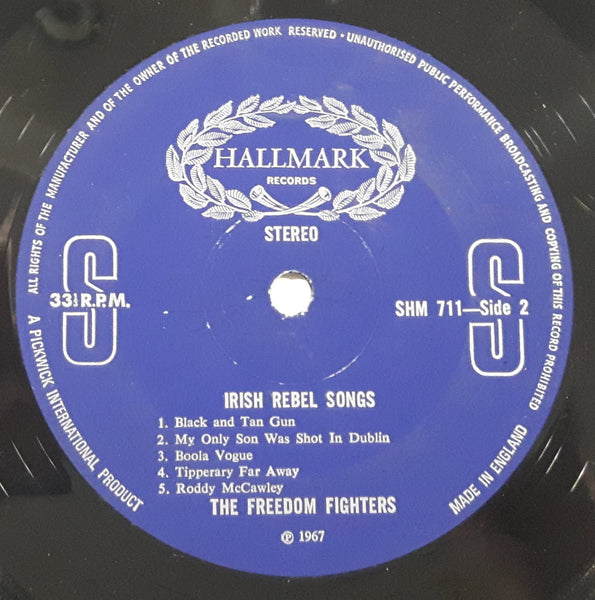 ALL RIGHTS OF THE MANUFACTURER AND OF THE OWNER OF THE RECORDED WORK RESERVED · UNAUTHORISED PUBLIC PERFORMANCE BROADCASTING AND COPYING OF THIS RECORD PROHIBITED
HALLMARK
RECORDS
STEREO
S
33⅓ R.P.M.
S
SHM 711—Side 2
IRISH REBEL SONGS
1. Black and Tan Gun
2. My Only Son Was Shot In Dublin
3. Boola Vogue
4. Tipperary Far Away
5. Roddy McCawley
THE FREEDOM FIGHTERS
℗ 1967
A PICKWICK INTERNATIONAL PRODUCT
MADE IN ENGLAND